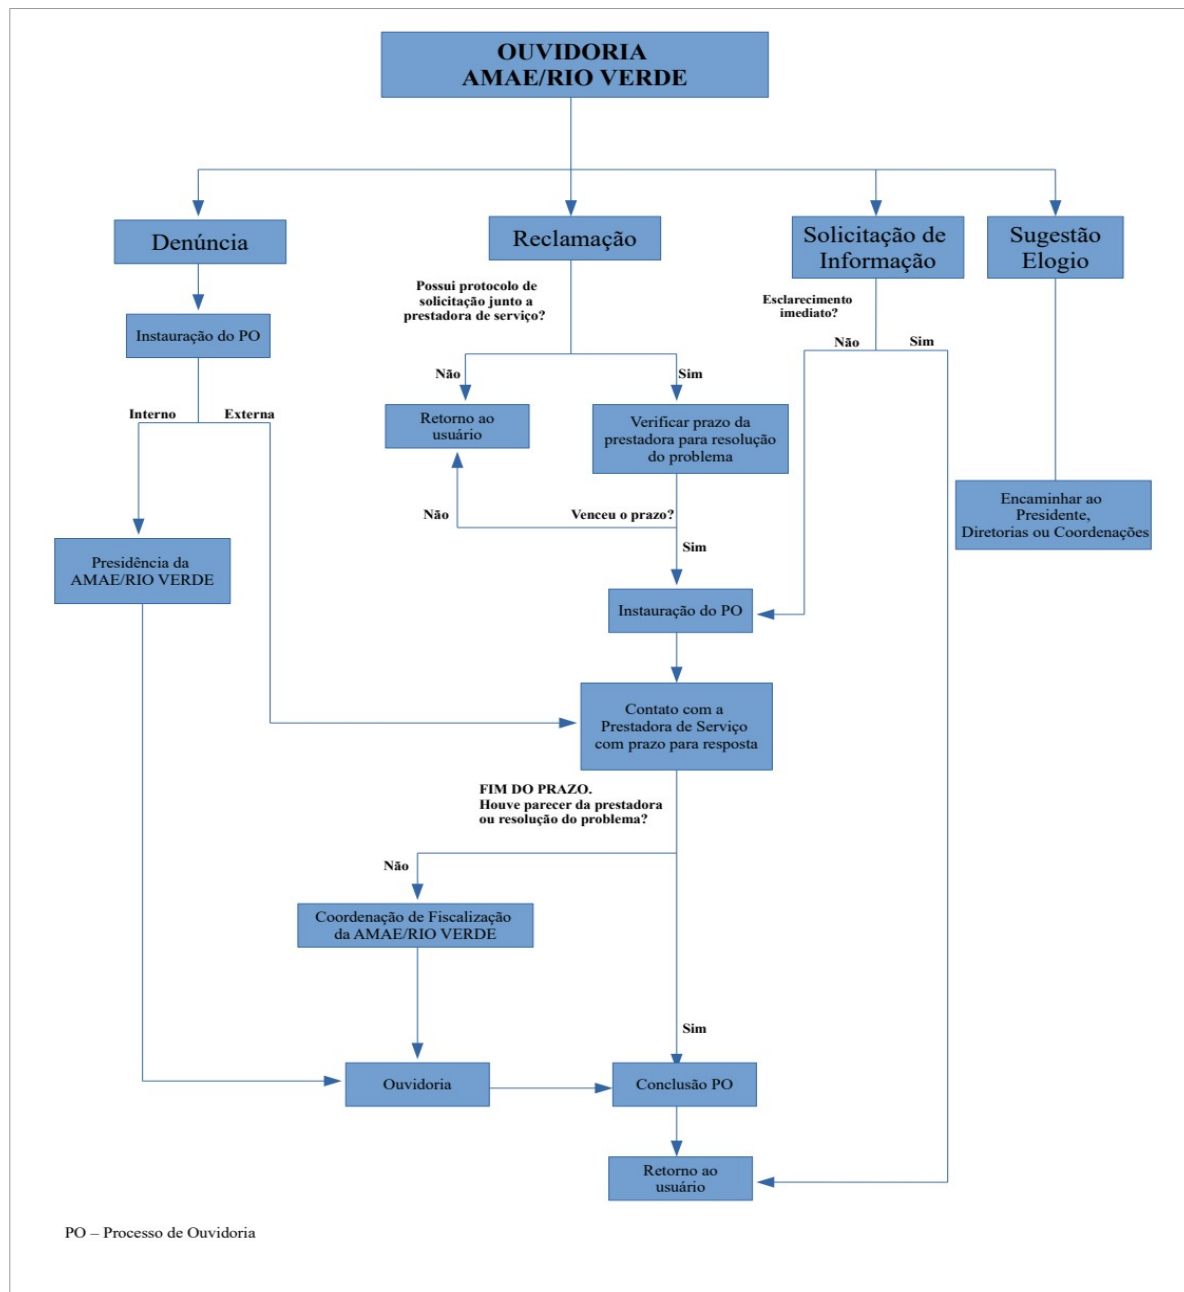 OUVIDORIA
AMAE/RIO VERDE
Denúncia
Reclamação
Solicitação de
Informação
Sugestão
Elogio
Possui protocolo de
solicitação junto a
prestadora de serviço?
Esclarecimento
imediato?
Instauração do PO
Não
Sim
Não
Sim
Interno
Externa
Retorno ao
usuário
Verificar prazo da
prestadora para resolução
do problema
Encaminhar ao
Presidente,
Diretorias ou Coordenações
Não
Venceu o prazo?
Sim
Presidência da
AMAE/RIO VERDE
Instauração do PO
Contato com a
Prestadora de Serviço
com prazo para resposta
FIM DO PRAZO.
Houve parecer da prestadora
ou resolução do problema?
Não
Coordenação de Fiscalização
da AMAE/RIO VERDE
Sim
Ouvidoria
Conclusão PO
Retorno ao
usuário
PO – Processo de Ouvidoria